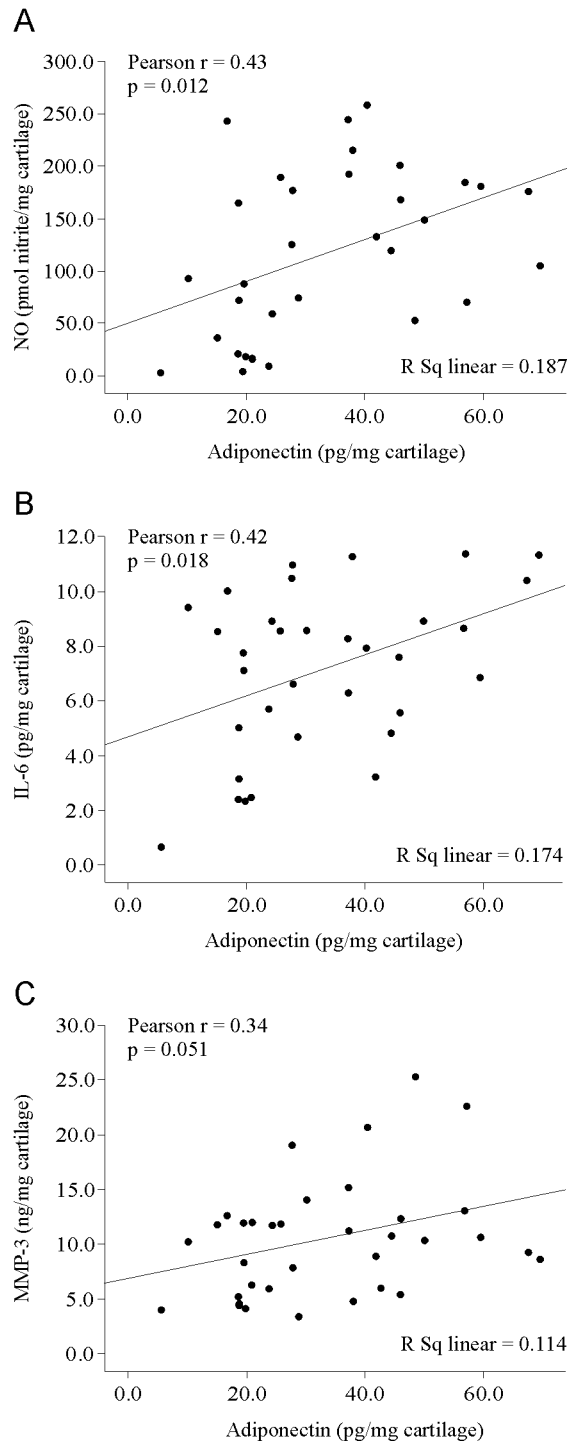 A
Pearson r = 0.43
p = 0.012
300.0
250.0
200.0
150.0
100.0
50.0
0.0
NO (pmol nitrite/mg cartilage)
R Sq linear = 0.187
0.0 20.0 40.0 60.0
Adiponectin (pg/mg cartilage)
B
Pearson r = 0.42
p = 0.018
12.0
10.0
8.0
6.0
4.0
2.0
0.0
IL-6 (pg/mg cartilage)
R Sq linear = 0.174
0.0 20.0 40.0 60.0
Adiponectin (pg/mg cartilage)
C
Pearson r = 0.34
p = 0.051
30.0
25.0
20.0
15.0
10.0
5.0
0.0
MMP-3 (ng/mg cartilage)
R Sq linear = 0.114
0.0 20.0 40.0 60.0
Adiponectin (pg/mg cartilage)